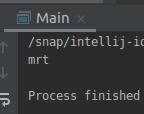 Main
/snap/intellij-id
mrt
Process finished